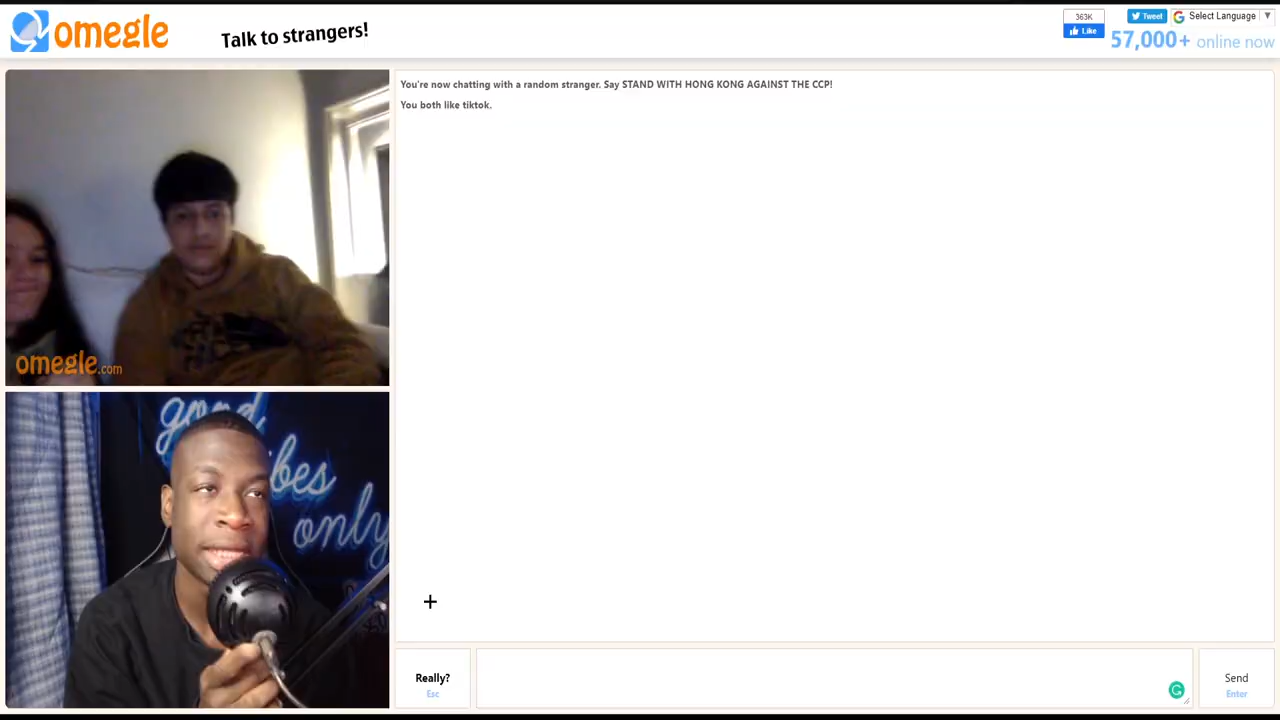 omegle
Talk to strangers!
363K
Like
Tweet
Select Language
57,000+ online now
You're now chatting with a random stranger. Say STAND WITH HONG KONG AGAINST THE CCP!
You both like tiktok.
omegle.com
good
vibes
only
Really?
Esc
Send
Enter